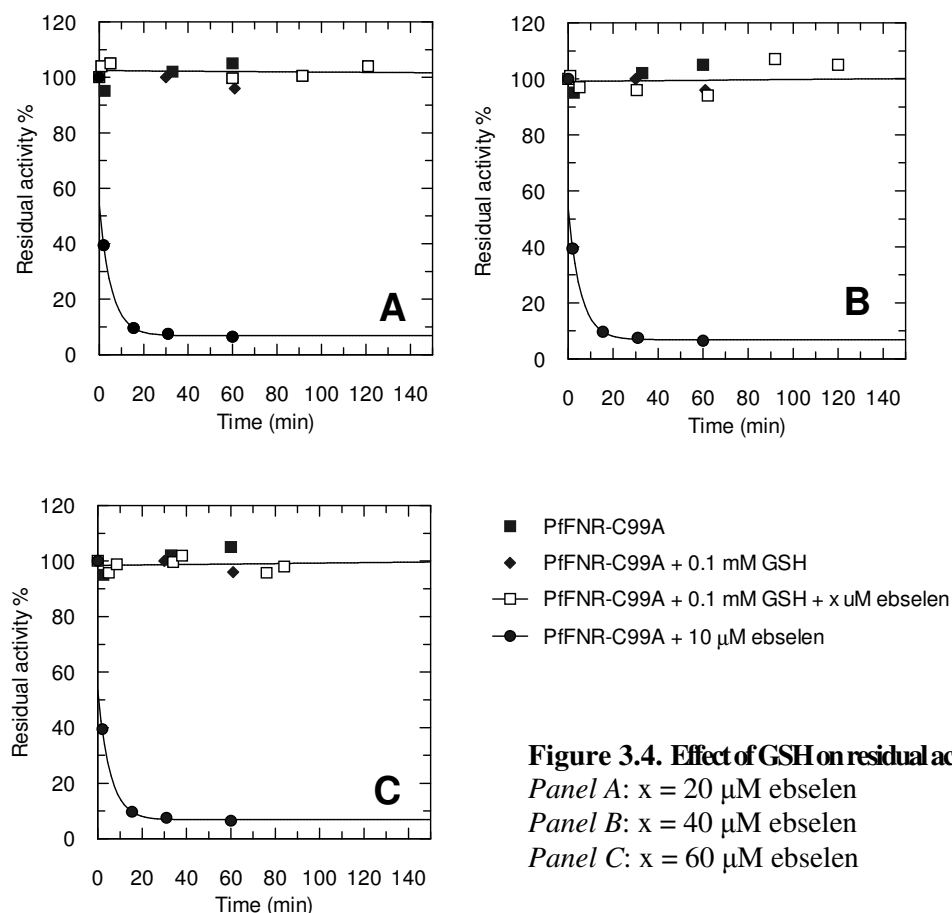 120
100
80
60
40
20
0
Residual activity %
A
0 20 40 60 80 100 120 140
Time (min)
120
100
80
60
40
20
0
Residual activity %
B
0 20 40 60 80 100 120 140
Time (min)
120
100
80
60
40
20
0
Residual activity %
C
0 20 40 60 80 100 120 140
Time (min)
PfFNR-C99A
PfFNR-C99A + 0.1 mM GSH
PfFNR-C99A + 0.1 mM GSH + x uM ebselen
PfFNR-C99A + 10 μM ebselen
Figure 3.4. Effect of GSH on residual ac
Panel A: x = 20 μM ebselen
Panel B: x = 40 μM ebselen
Panel C: x = 60 μM ebselen